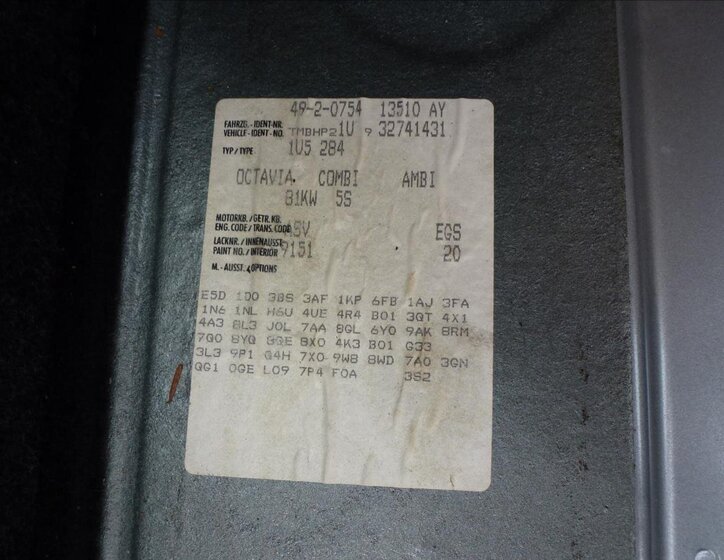 49-2-0754 13510 AY
FAHRZG.-IDENT-NR.
VEHICLE-IDENT-NO. TMBHP21U 9 32741431
TYP/TYPE 1U5 284
OCTAVIA COMBI AMBI
81KW 5S
MOTORKB./GETR.KB.
ENG. CODE/TRANS. CODE ASV EGS
LACKNR./INNENAUSST.
PAINT NO./INTERIOR 9151 20
M.-AUSST./OPTIONS
E5D 1D0 3BS 3AF 1KP 6FB 1AJ 3FA
1N6 1NL H6U 4UE 4R4 B01 3QT 4X1
4A3 8L3 J0L 7AA 8GL 6Y0 9AK 8RM
7G0 8YQ 8GE 8X0 4K3 B01 G33
3L3 9P1 G4H 7X0 9W8 8WD 7A0 3GN
QG1 0GE L09 7P4 F0A 3S2